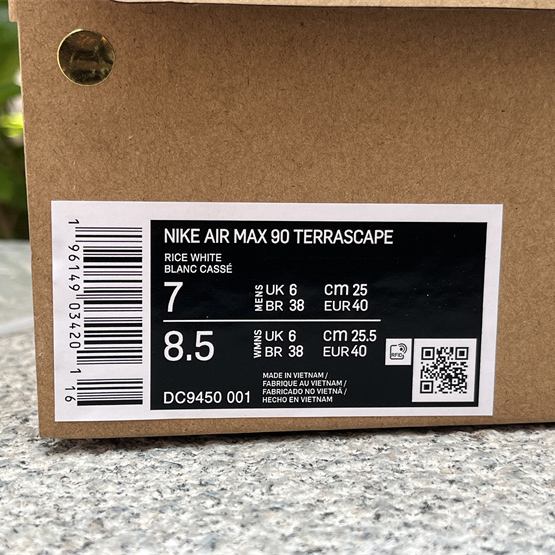 NIKE AIR MAX 90 TERRASCAPE
RICE WHITE
BLANC CASSÉ
7 MENS UK 6 CM 25
BR 38 EUR 40
8.5 WMNS UK 6 CM 25.5
BR 38 EUR 40
RFID
DC9450 001
MADE IN VIETNAM /
FABRIQUE AU VIETNAM /
FABRICADO NO VIETNÃ /
HECHO EN VIETNAM
1 96149 03420 1 16